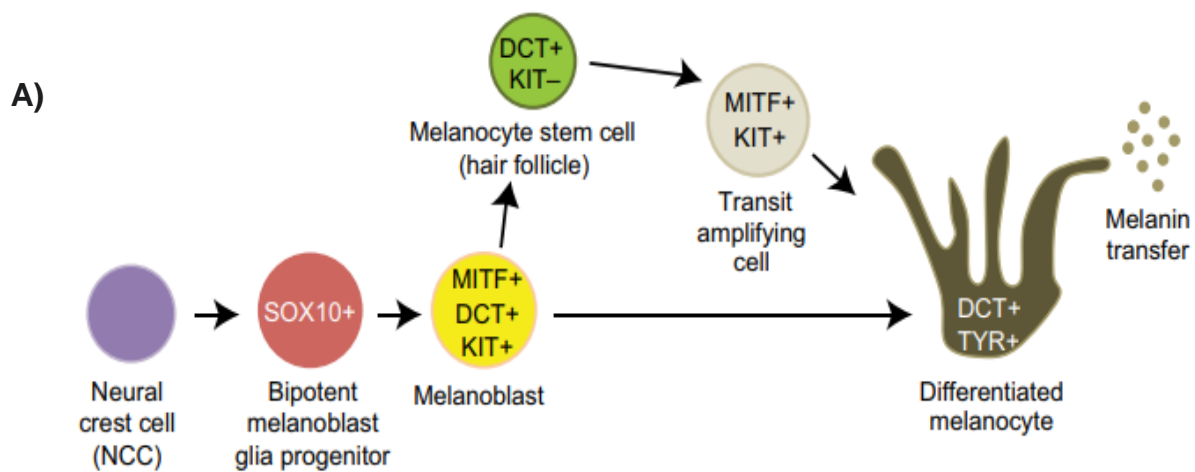 A)
DCT+
KIT–
Melanocyte stem cell
(hair follicle)
MITF+
KIT+
Transit
amplifying
cell
Melanin
transfer
SOX10+
MITF+
DCT+
KIT+
DCT+
TYR+
Neural
crest cell
(NCC)
Bipotent
melanoblast
glia progenitor
Melanoblast
Differentiated
melanocyte